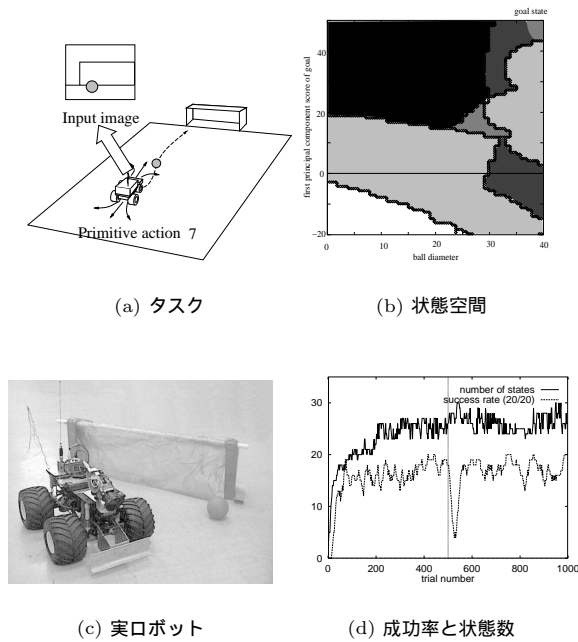 Input image
Primitive action 7
(a) タスク
goal state
first principal component score of goal
40
20
0
−20
0
10
20
30
40
ball diameter
(b) 状態空間
(c) 実ロボット
number of states
success rate (20/20)
30
20
10
0
0
200
400
600
800
1000
trial number
(d) 成功率と状態数